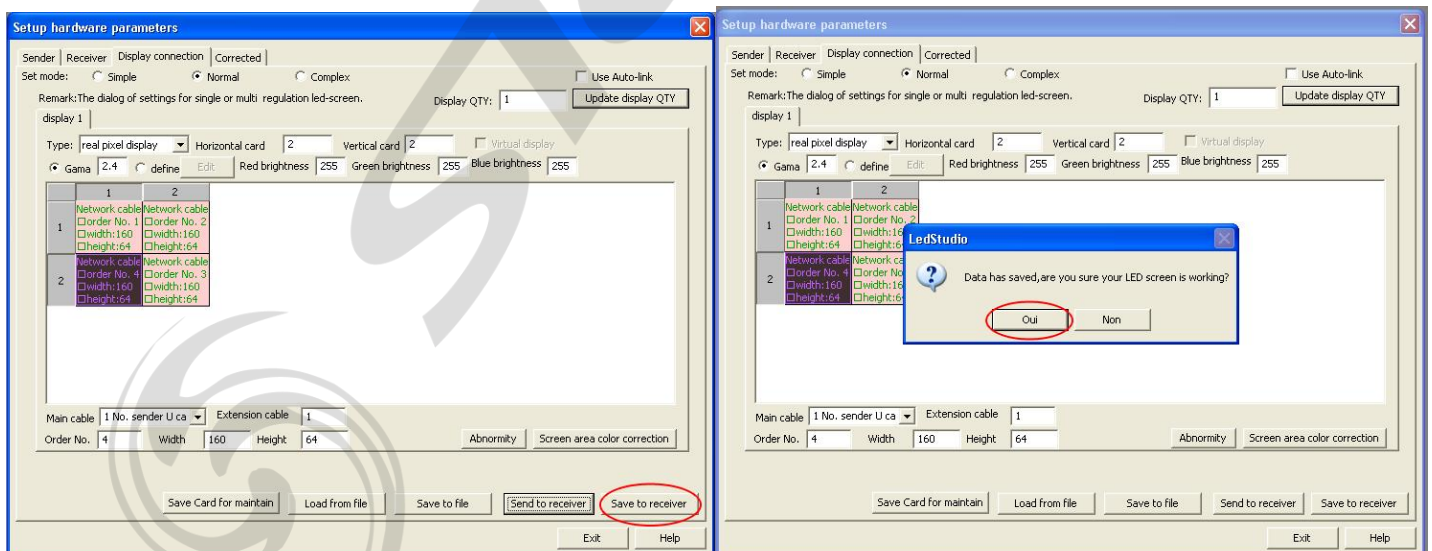 Setup hardware parameters
Sender Receiver Display connection Corrected
Set mode: Simple Normal Complex Use Auto-link
Remark:The dialog of settings for single or multi regulation led-screen. Display QTY: 1 Update display QTY
display 1
Type: real pixel display Horizontal card 2 Vertical card 2 Virtual display
Gama 2.4 define Edit Red brightness 255 Green brightness 255 Blue brightness 255
1 2
Network cable Network cable
1 □order No. 1 □order No. 2
□width:160 □width:160
□height:64 □height:64
Network cable Network cable
2 □order No. 4 □order No. 3
□width:160 □width:160
□height:64 □height:64
Main cable 1 No. sender U ca Extension cable 1
Order No. 4 Width 160 Height 64 Abnormity Screen area color correction
Save Card for maintain Load from file Save to file Send to receiver Save to receiver
Exit Help
Setup hardware parameters
Sender Receiver Display connection Corrected
Set mode: Simple Normal Complex Use Auto-link
Remark:The dialog of settings for single or multi regulation led-screen. Display QTY: 1 Update display QTY
display 1
Type: real pixel display Horizontal card 2 Vertical card 2 Virtual display
Gama 2.4 define Edit Red brightness 255 Green brightness 255 Blue brightness 255
1 2
Network cable Network cable
1 □order No. 1 □order No. 2
□width:160 □width:16
□height:64 □height:6
Network cable Network ca
2 □order No. 4 □order No
□width:160 □width:16
□height:64 □height:6
LedStudio
Data has saved,are you sure your LED screen is working?
Oui Non
Main cable 1 No. sender U ca Extension cable 1
Order No. 4 Width 160 Height 64 Abnormity Screen area color correction
Save Card for maintain Load from file Save to file Send to receiver Save to receiver
Exit Help